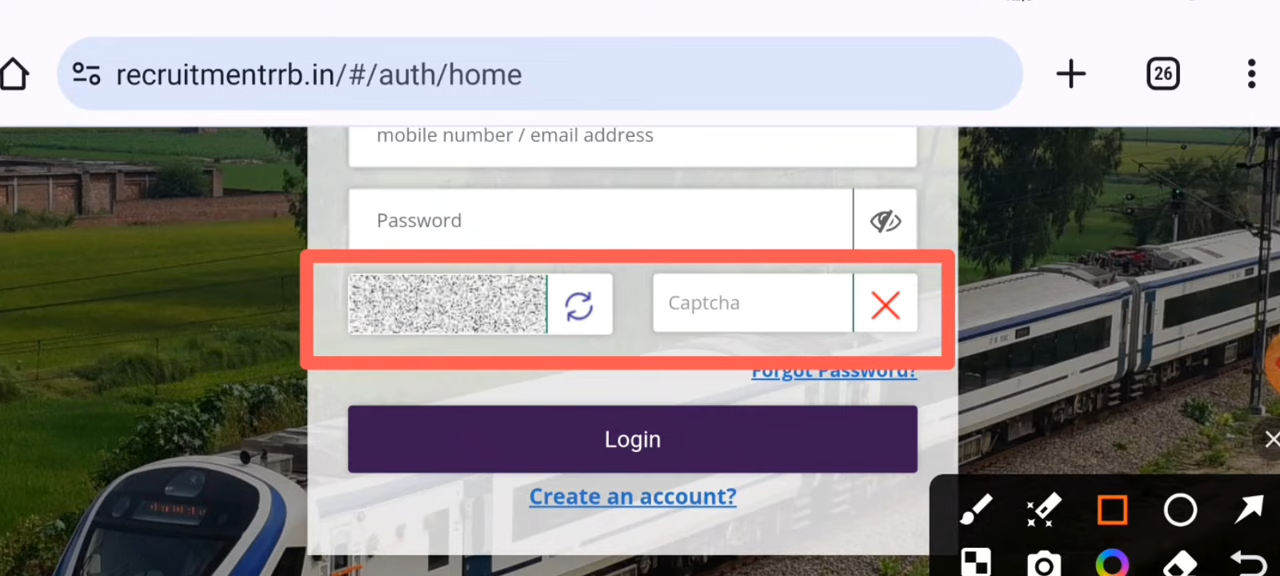 recruitmentrrb.in/#/auth/home
26
mobile number / email address
Password
Captcha
Forgot Password?
Login
Create an account?